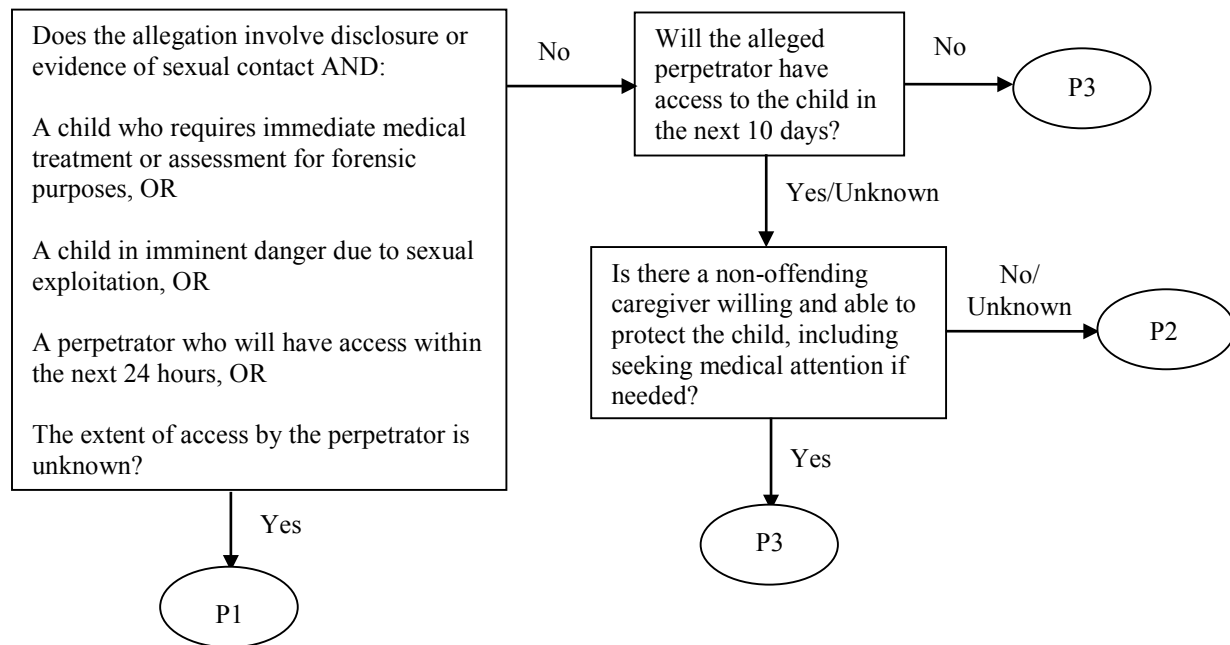 Does the allegation involve disclosure or
evidence of sexual contact AND:
A child who requires immediate medical
treatment or assessment for forensic
purposes, OR
A child in imminent danger due to sexual
exploitation, OR
A perpetrator who will have access within
the next 24 hours, OR
The extent of access by the perpetrator is
unknown?
Yes
P1
No
Will the alleged
perpetrator have
access to the child in
the next 10 days?
No
P3
Yes/Unknown
Is there a non-offending
caregiver willing and able to
protect the child, including
seeking medical attention if
needed?
No/
Unknown
P2
Yes
P3